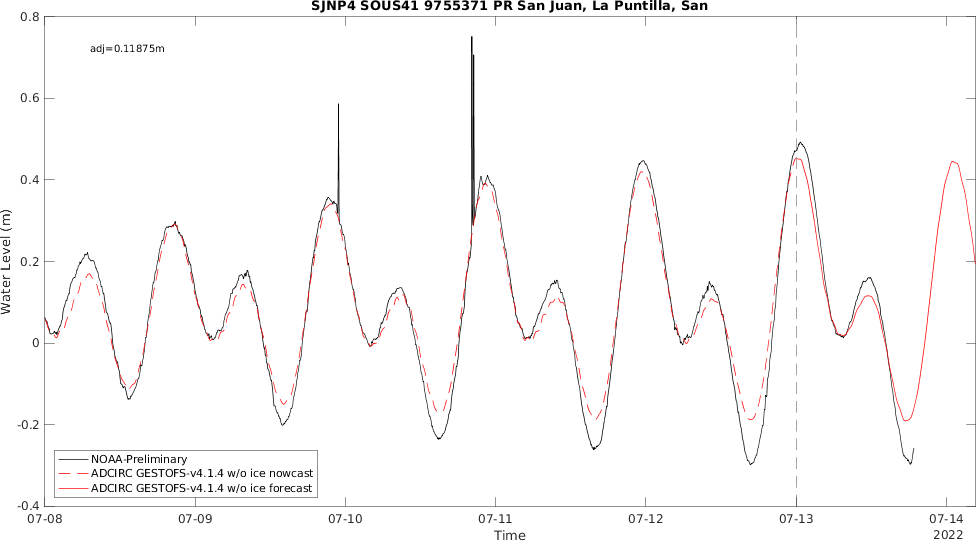 SJNP4 SOUS41 9755371 PR San Juan, La Puntilla, San
adj=0.11875m
Water Level (m)
0.8
0.6
0.4
0.2
0
-0.2
-0.4
NOAA-Preliminary
ADCIRC GESTOFS-v4.1.4 w/o ice nowcast
ADCIRC GESTOFS-v4.1.4 w/o ice forecast
07-08 07-09 07-10 07-11 07-12 07-13 07-14
Time
2022